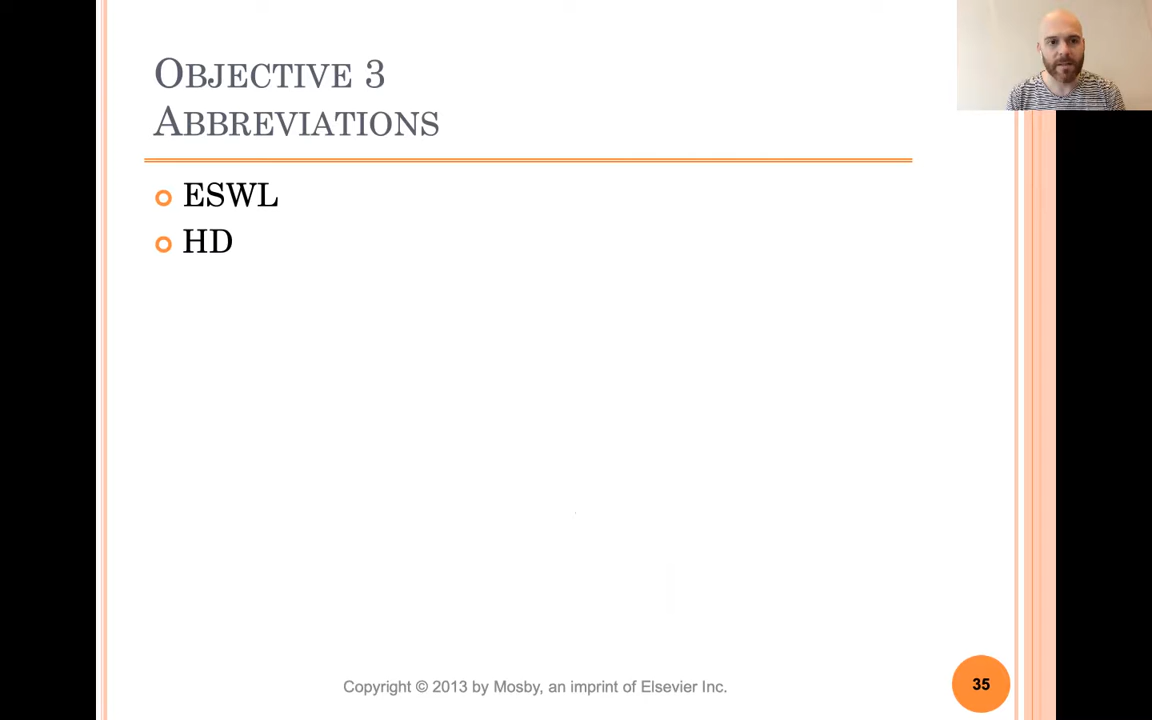 OBJECTIVE 3
ABBREVIATIONS
ESWL
HD
Copyright © 2013 by Mosby, an imprint of Elsevier Inc.
35